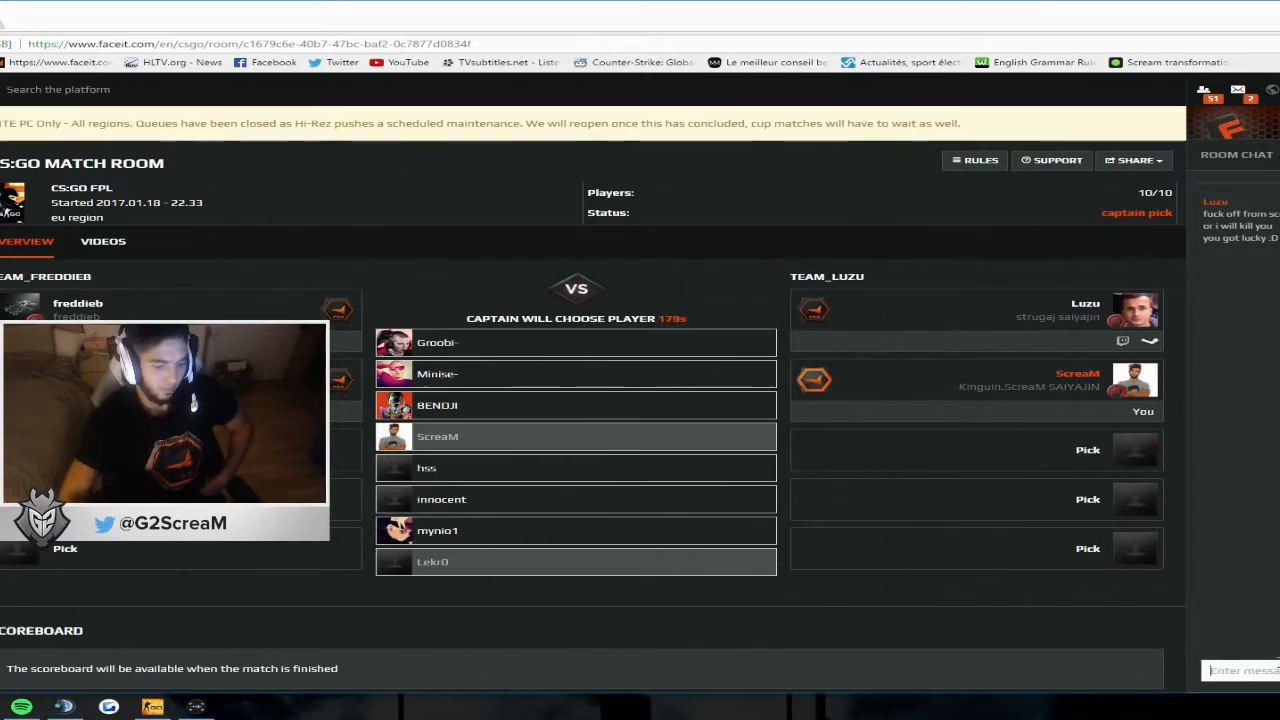 https://www.faceit.com/en/csgo/room/c1679c6e-40b7-47bc-baf2-0c7877d0834f
https://www.faceit.co HLTV.org - News Facebook Twitter YouTube TVsubtitles.net - Liste Counter-Strike: Globa Le meilleur conseil be Actualités, sport élect English Grammar Rule Scream transformatio
Search the platform
51 2
TE PC Only - All regions. Queues have been closed as Hi-Rez pushes a scheduled maintenance. We will reopen once this has concluded, cup matches will have to wait as well.
S:GO MATCH ROOM
RULES SUPPORT SHARE
ROOM CHAT
CS:GO FPL
Started 2017.01.18 - 22.33
eu region
Players: 10/10
Status: captain pick
Luzu
fuck off from sc
or i will kill you
you got lucky :D
VERVIEW VIDEOS
EAM_FREDDIEB
VS
TEAM_LUZU
freddieb
freddieb
CAPTAIN WILL CHOOSE PLAYER 179s
Luzu
strugaj saiyajin
Groobi-
Minise-
BENDJI
ScreaM
hss
innocent
mynio1
Lekr0
ScreaM
Kinguin.ScreaM SAIYAJIN
You
Pick
Pick
Pick
@G2ScreaM
Pick
COREBOARD
The scoreboard will be available when the match is finished
Enter messa